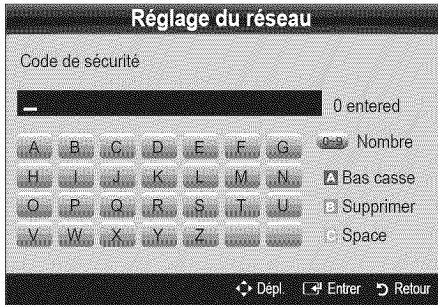 Réglage du réseau
Code de sécurité
_ 0 entered
A B C D E F G 0~9 Nombre
H I J K L M N A Bas casse
O P Q R S T U B Supprimer
V W X Y Z C Space
Dépl. Entrer Retour